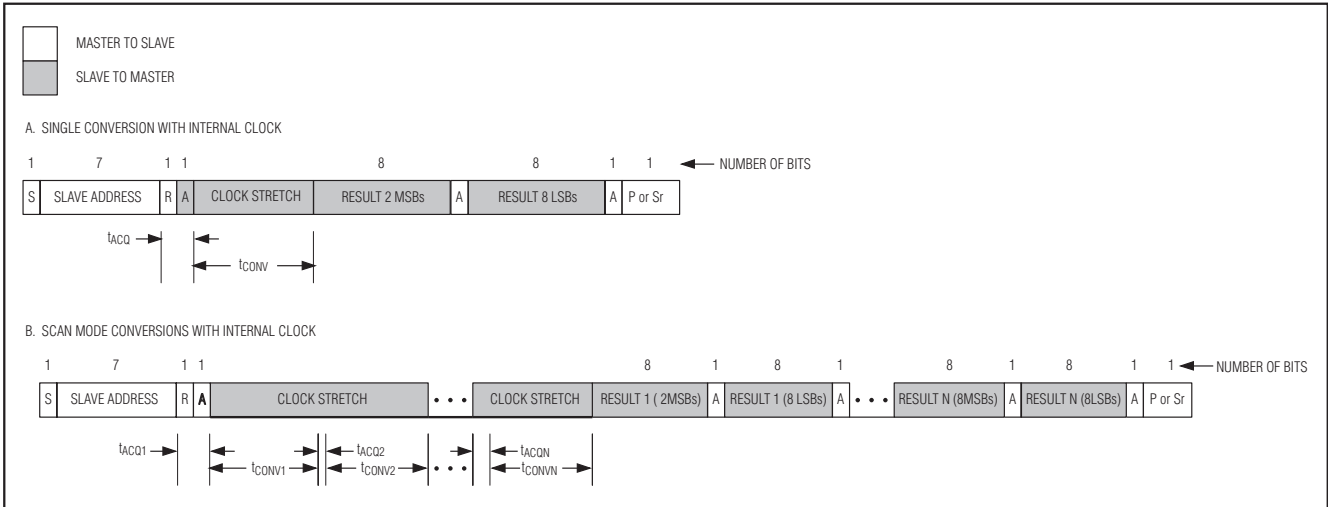 MASTER TO SLAVE
SLAVE TO MASTER
A. SINGLE CONVERSION WITH INTERNAL CLOCK
1 7 1 1 8 8 1 1 NUMBER OF BITS
S SLAVE ADDRESS R A CLOCK STRETCH RESULT 2 MSBs A RESULT 8 LSBs A P or Sr
tACQ
tCONV
B. SCAN MODE CONVERSIONS WITH INTERNAL CLOCK
1 7 1 1 8 1 8 1 8 1 8 1 1 NUMBER OF BITS
S SLAVE ADDRESS R A CLOCK STRETCH • • • CLOCK STRETCH RESULT 1 ( 2MSBs) A RESULT 1 (8 LSBs) A • • • RESULT N (8MSBs) A RESULT N (8LSBs) A P or Sr
tACQ1 tACQ2 tACQN
tCONV1 tCONV2 • • • tCONVN